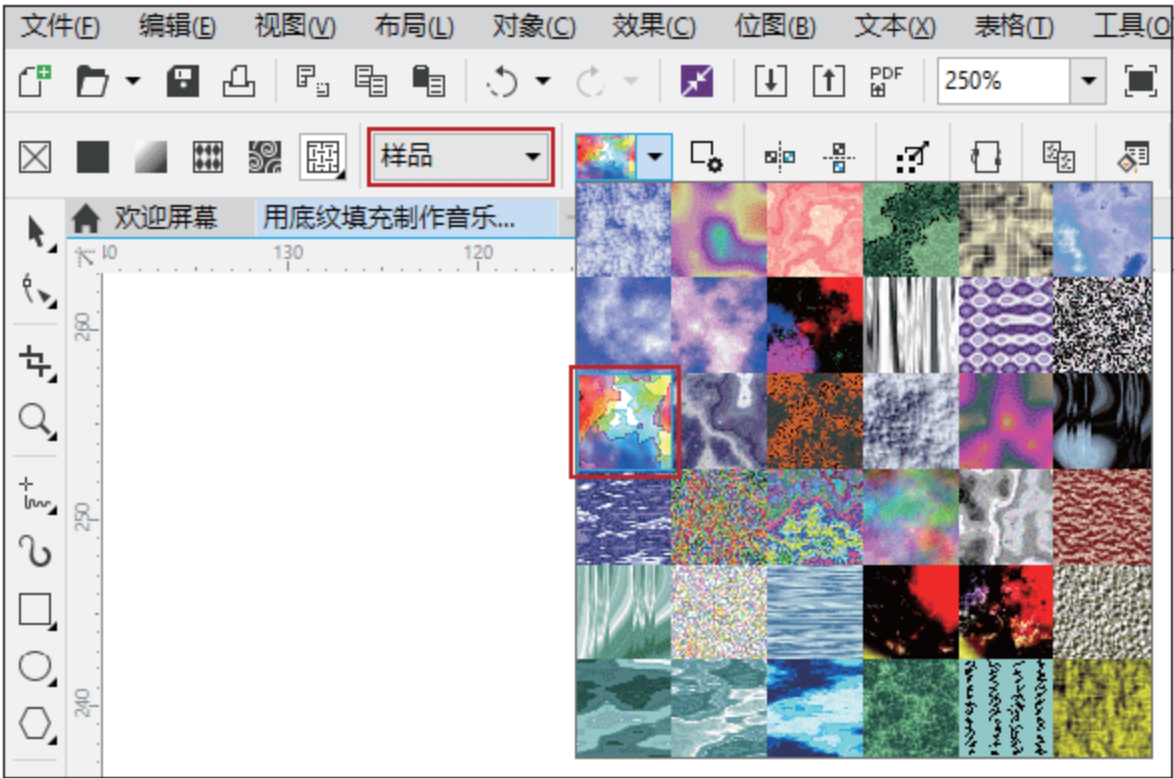 文件(F) 编辑(E) 视图(V) 布局(L) 对象(C) 效果(C) 位图(B) 文本(X) 表格(T) 工具(O
PDF 250%
样品
欢迎屏幕 用底纹填充制作音乐...
130 120
260
250
240